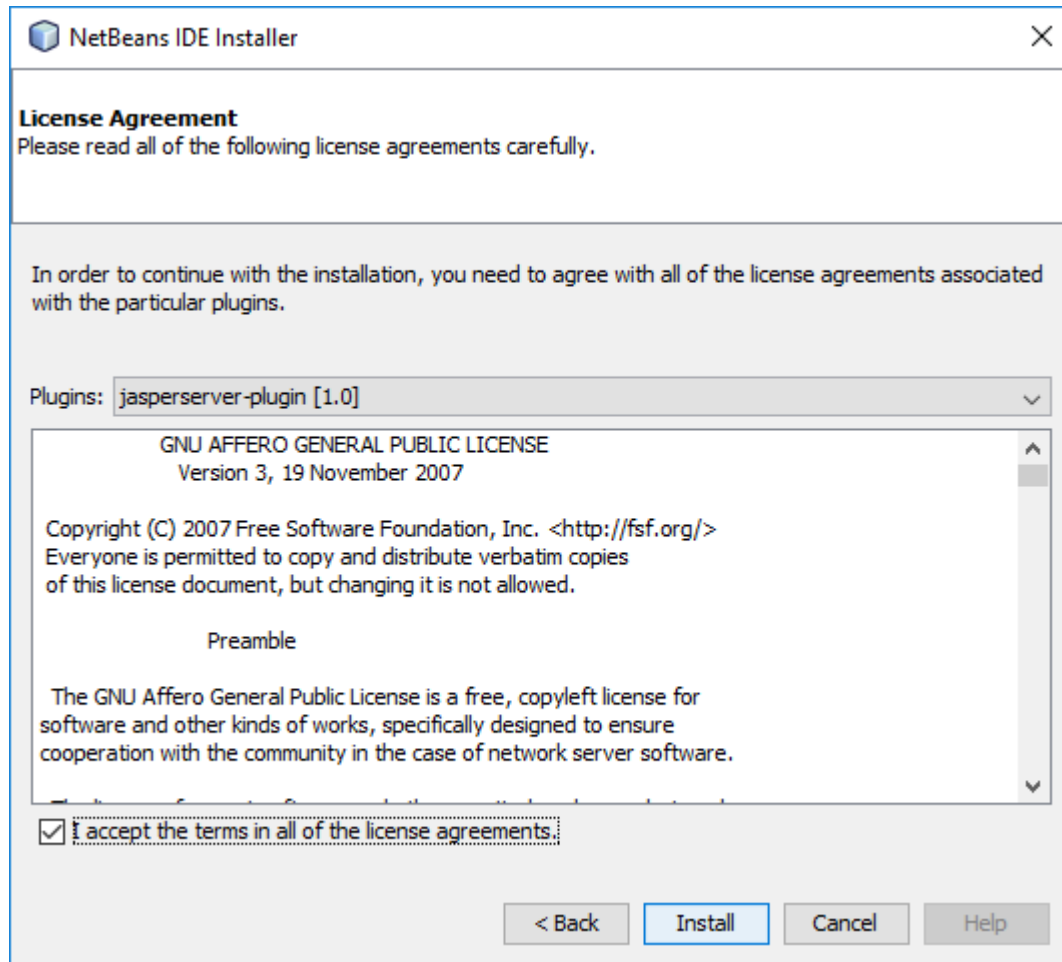 NetBeans IDE Installer
License Agreement
Please read all of the following license agreements carefully.
In order to continue with the installation, you need to agree with all of the license agreements associated
with the particular plugins.
Plugins: jasperserver-plugin [1.0]
GNU AFFERO GENERAL PUBLIC LICENSE
Version 3, 19 November 2007
Copyright (C) 2007 Free Software Foundation, Inc. <http://fsf.org/>
Everyone is permitted to copy and distribute verbatim copies
of this license document, but changing it is not allowed.
Preamble
The GNU Affero General Public License is a free, copyleft license for
software and other kinds of works, specifically designed to ensure
cooperation with the community in the case of network server software.
I accept the terms in all of the license agreements.
< Back Install Cancel Help